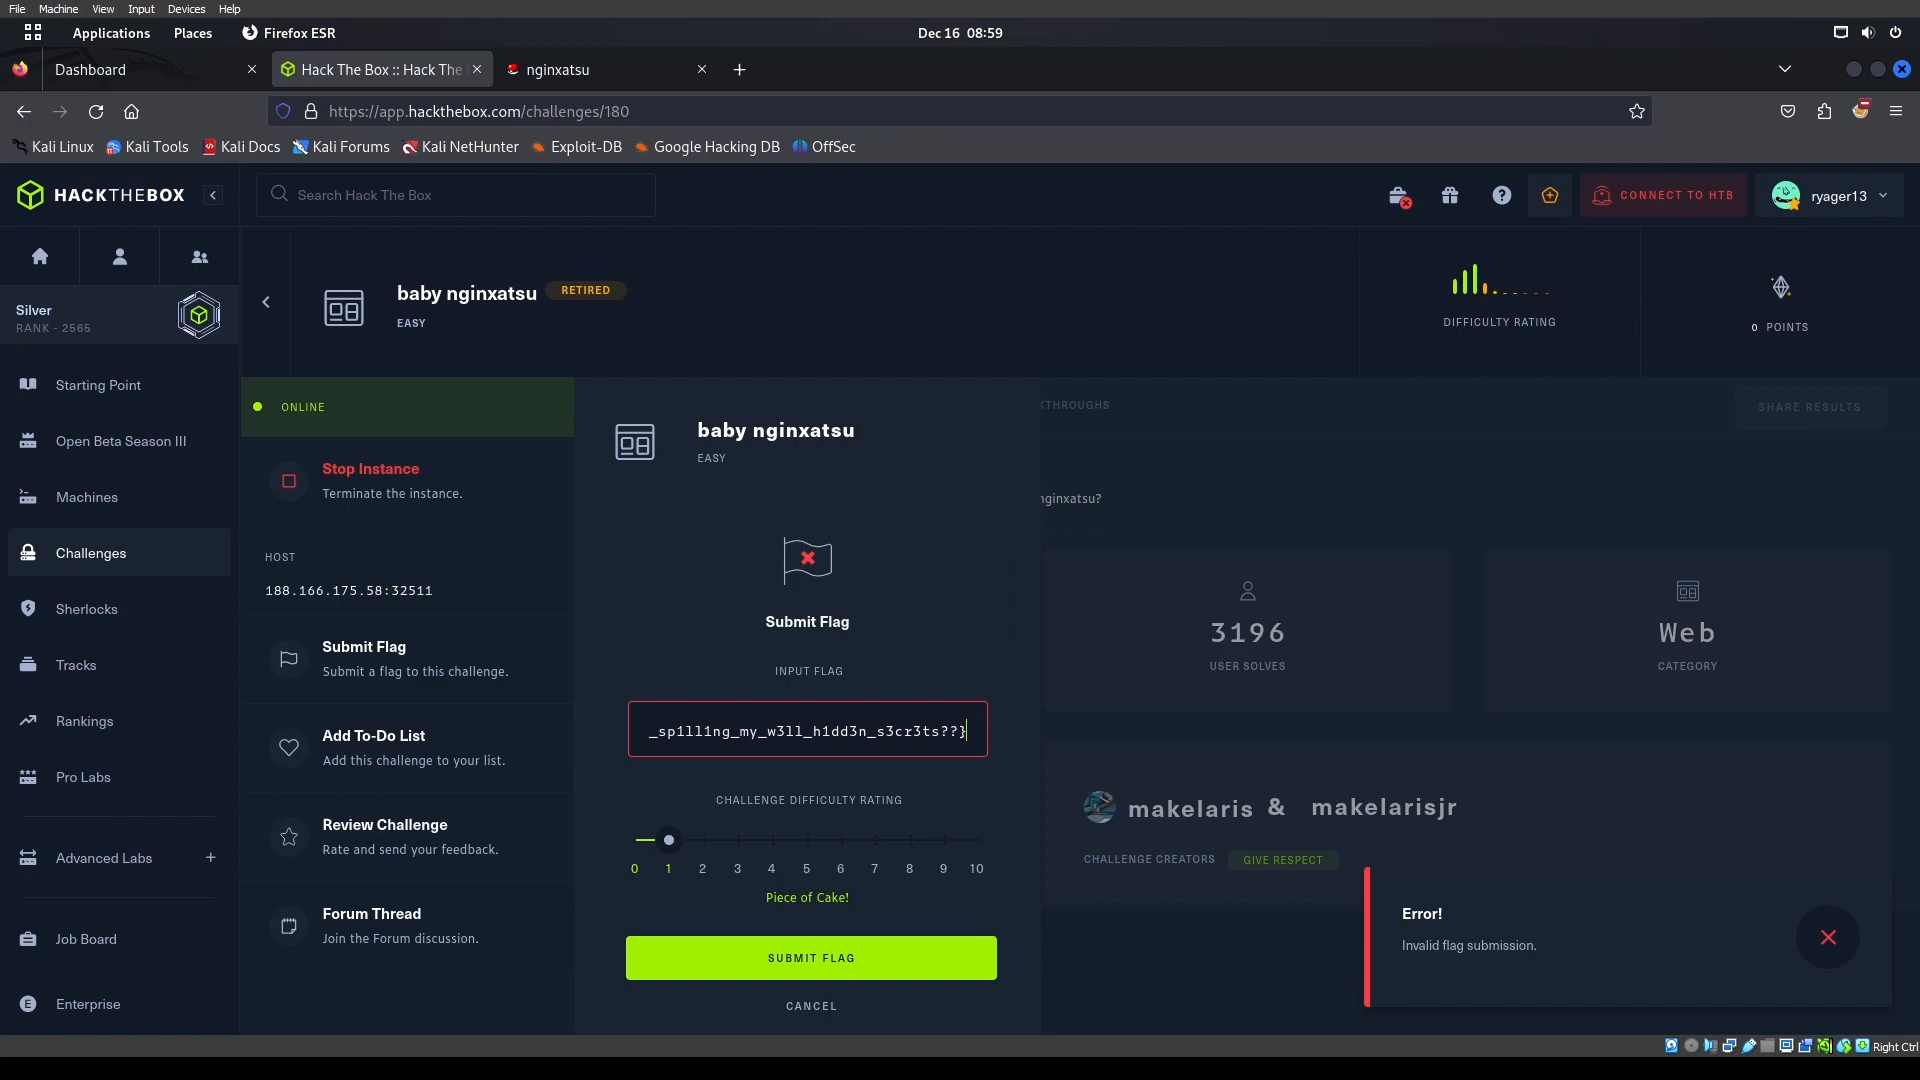 File Machine View Input Devices Help
Applications Places Firefox ESR Dec 16 08:59
Dashboard Hack The Box :: Hack The nginxatsu
https://app.hackthebox.com/challenges/180
Kali Linux Kali Tools Kali Docs Kali Forums Kali NetHunter Exploit-DB Google Hacking DB OffSec
HACKTHEBOX Search Hack The Box CONNECT TO HTB ryager13
Silver
RANK - 2565
Starting Point
Open Beta Season III
Machines
Challenges
Sherlocks
Tracks
Rankings
Pro Labs
Advanced Labs
Job Board
E Enterprise
baby nginxatsu RETIRED
EASY
DIFFICULTY RATING
0 POINTS
ONLINE
Stop Instance
Terminate the instance.
HOST
188.166.175.58:32511
Submit Flag
Submit a flag to this challenge.
Add To-Do List
Add this challenge to your list.
Review Challenge
Rate and send your feedback.
Forum Thread
Join the Forum discussion.
baby nginxatsu
EASY
Submit Flag
INPUT FLAG
_sp1ll1ng_my_w3ll_h1dd3n_s3cr3ts??}
CHALLENGE DIFFICULTY RATING
0 1 2 3 4 5 6 7 8 9 10
Piece of Cake!
SUBMIT FLAG
CANCEL
KTHROUGHS
SHARE RESULTS
nginxatsu?
3196
USER SOLVES
Web
CATEGORY
makelaris & makelarisjr
CHALLENGE CREATORS GIVE RESPECT
Error!
Invalid flag submission.
Right Ctrl